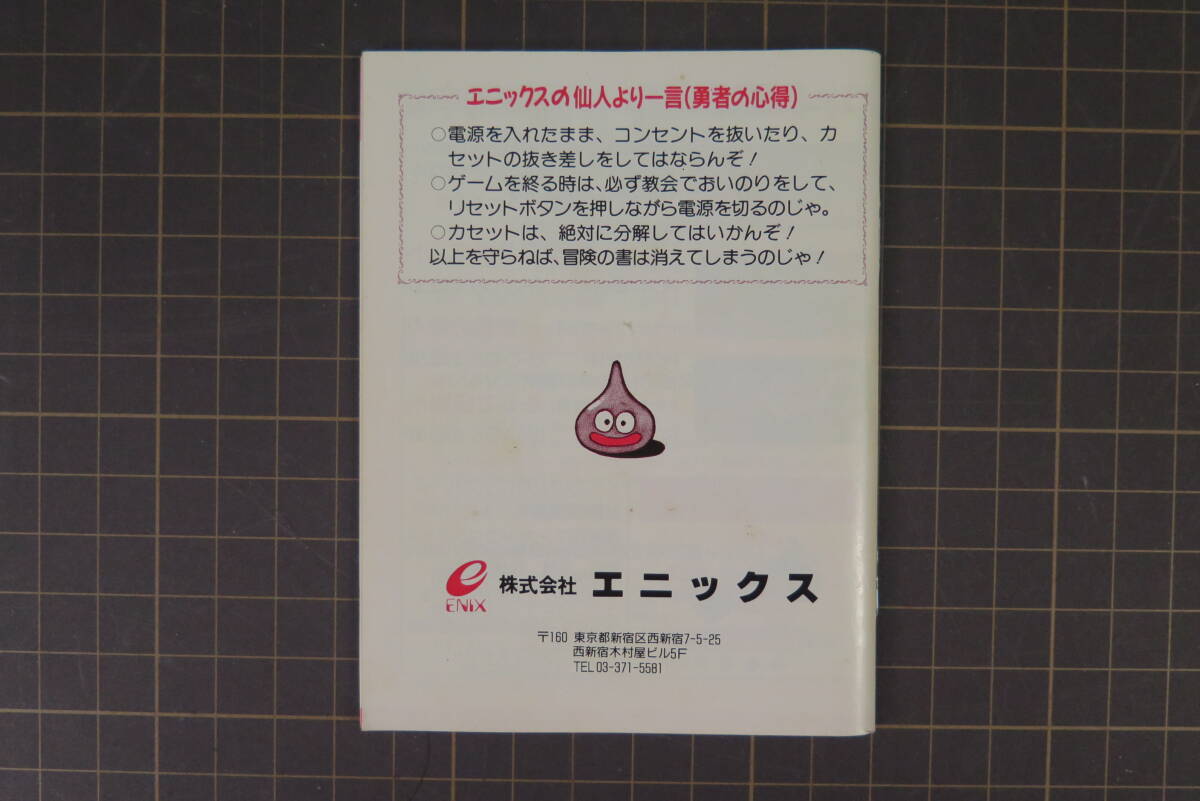 エニックスの仙人より一言(勇者の心得)
○電源を入れたまま、コンセントを抜いたり、カ
セットの抜き差しをしてはならんぞ!
○ゲームを終る時は、必ず教会でおいのりをして、
リセットボタンを押しながら電源を切るのじゃ。
○カセットは、絶対に分解してはいかんぞ!
以上を守らねば、冒険の書は消えてしまうのじゃ!
e
ENIX
株式会社 エニックス
〒160 東京都新宿区西新宿7-5-25
西新宿木村屋ビル5F
TEL 03-371-5581